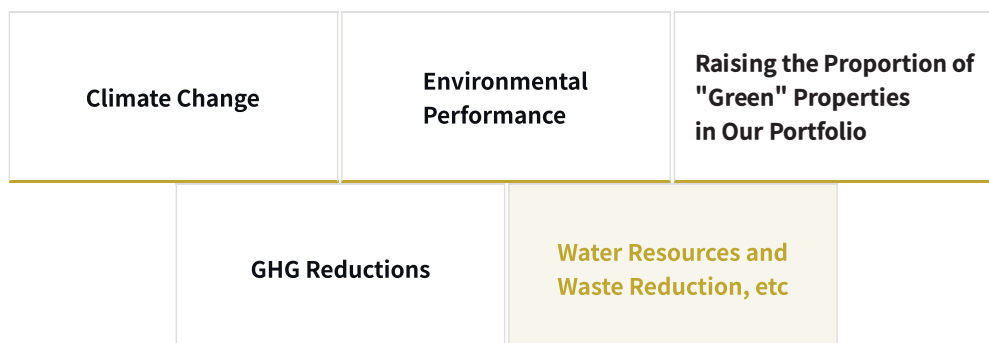 Climate Change
Environmental
Performance
Raising the Proportion of
"Green" Properties
in Our Portfolio
GHG Reductions
Water Resources and
Waste Reduction, etc